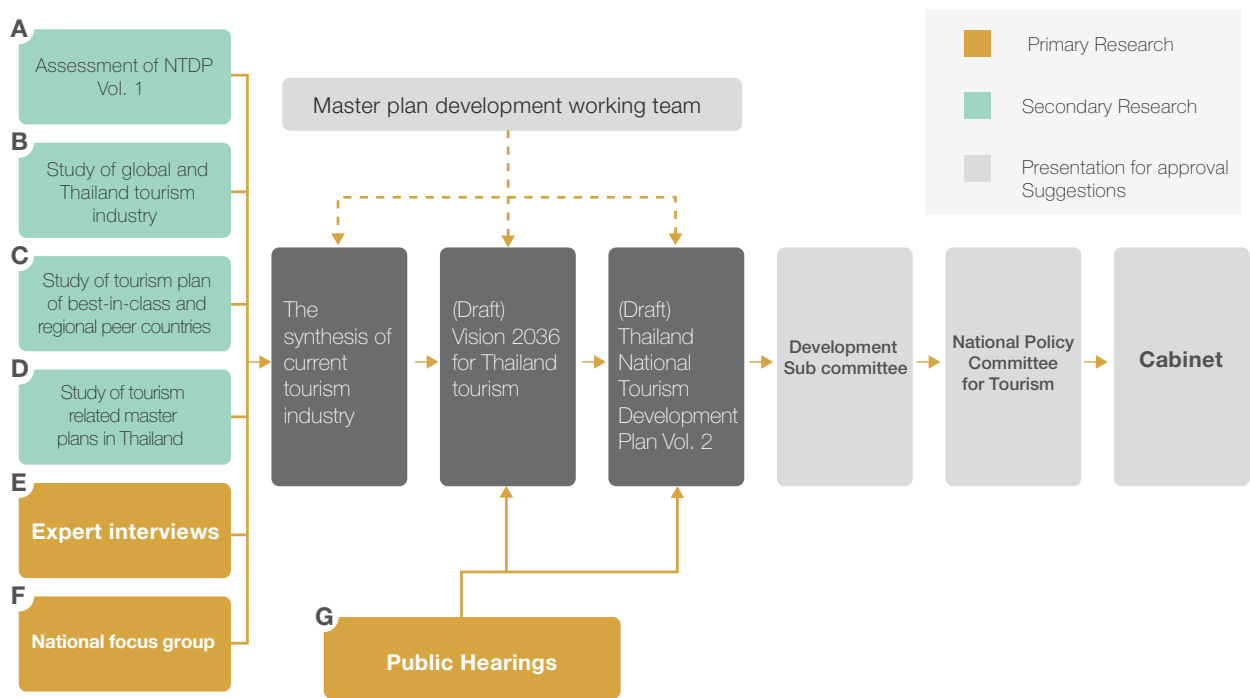 A
Assessment of NTDP
Vol. 1
B
Study of global and
Thailand tourism
industry
C
Study of tourism plan
of best-in-class and
regional peer countries
D
Study of tourism
related master
plans in Thailand
E
Expert interviews
F
National focus group
Master plan development working team
The
synthesis of
current
tourism
industry
(Draft)
Vision 2036
for Thailand
tourism
(Draft)
Thailand
National
Tourism
Development
Plan Vol. 2
Development
Sub committee
National Policy
Committee
for Tourism
Cabinet
G
Public Hearings
Primary Research
Secondary Research
Presentation for approval
Suggestions